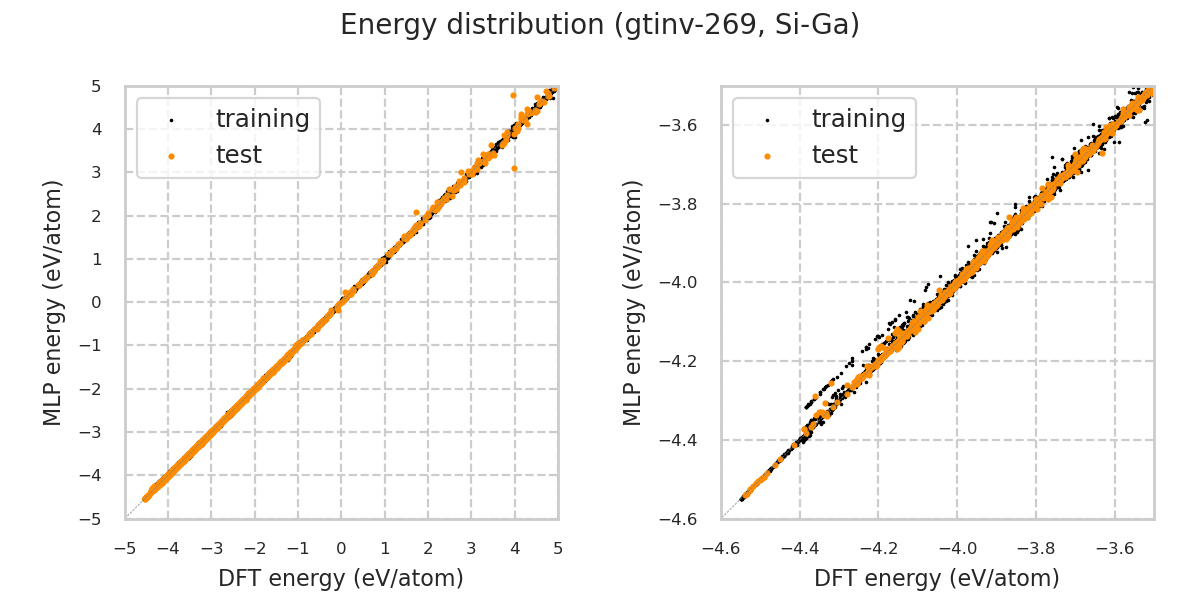 Energy distribution (gtinv-269, Si-Ga)
MLP energy (eV/atom)
5
4
3
2
1
0
−1
−2
−3
−4
−5
training
test
−5 −4 −3 −2 −1 0 1 2 3 4 5
DFT energy (eV/atom)
MLP energy (eV/atom)
−3.6
−3.8
−4.0
−4.2
−4.4
−4.6
training
test
−4.6 −4.4 −4.2 −4.0 −3.8 −3.6
DFT energy (eV/atom)